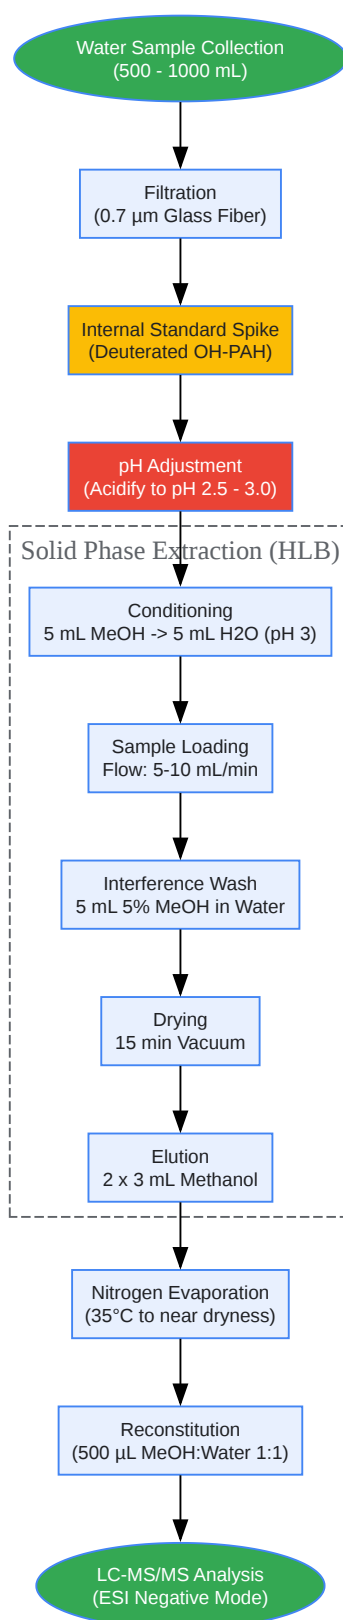 Water Sample Collection
(500 - 1000 mL)
Filtration
(0.7 µm Glass Fiber)
Internal Standard Spike
(Deuterated OH-PAH)
pH Adjustment
(Acidify to pH 2.5 - 3.0)
Solid Phase Extraction (HLB)
Conditioning
5 mL MeOH -> 5 mL H2O (pH 3)
Sample Loading
Flow: 5-10 mL/min
Interference Wash
5 mL 5% MeOH in Water
Drying
15 min Vacuum
Elution
2 x 3 mL Methanol
Nitrogen Evaporation
(35°C to near dryness)
Reconstitution
(500 µL MeOH:Water 1:1)
LC-MS/MS Analysis
(ESI Negative Mode)